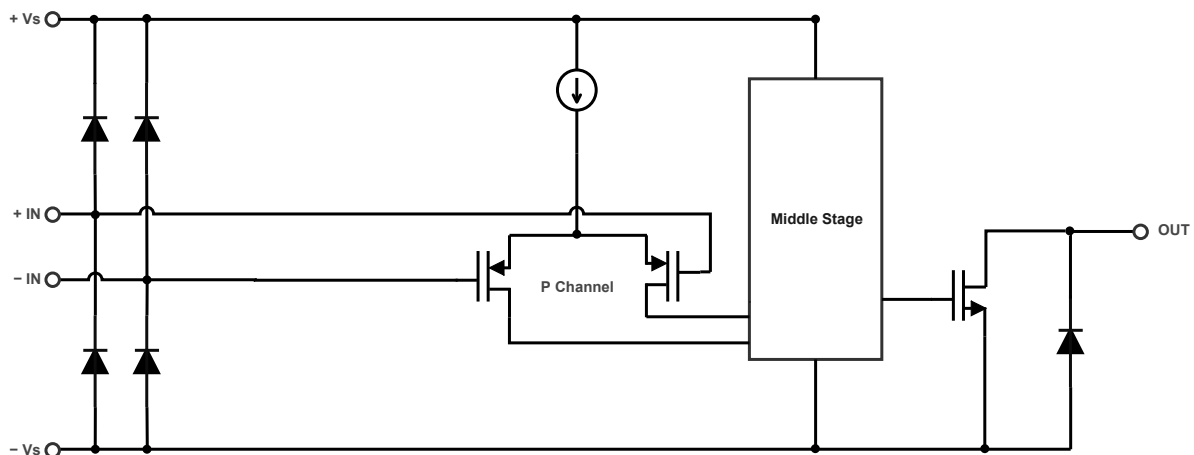 + Vs
+ IN
− IN
− Vs
P Channel
Middle Stage
OUT